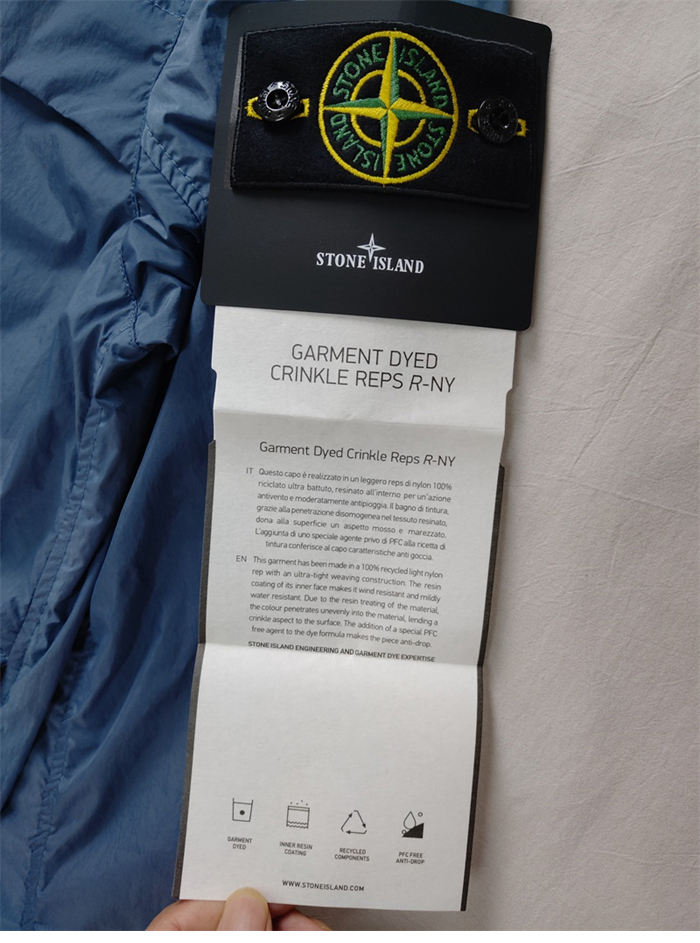 STONE ISLAND
STONE ISLAND
STONE ISLAND
GARMENT DYED
CRINKLE REPS R-NY
Garment Dyed Crinkle Reps R-NY
IT Questo capo è realizzato in un leggero reps di nylon 100%
riciclato ultra battuto, resinato all'interno per un'azione
antivento e moderatamente antipioggia. Il bagno di tintura,
grazie alla penetrazione disomogenea nel tessuto resinato,
dona alla superficie un aspetto mosso e marezzato.
L'aggiunta di uno speciale agente privo di PFC alla ricetta di
tintura conferisce al capo caratteristiche anti goccia.
EN This garment has been made in a 100% recycled light nylon
rep with an ultra-tight weaving construction. The resin
coating of its inner face makes it wind resistant and mildly
water resistant. Due to the resin treating of the material,
the colour penetrates unevenly into the material, lending a
crinkle aspect to the surface. The addition of a special PFC
free agent to the dye formula makes the piece anti-drop.
STONE ISLAND ENGINEERING AND GARMENT DYE EXPERTISE
GARMENT
DYED
INNER RESIN
COATING
RECYCLED
COMPONENTS
PFC FREE
ANTI-DROP
WWW.STONEISLAND.COM